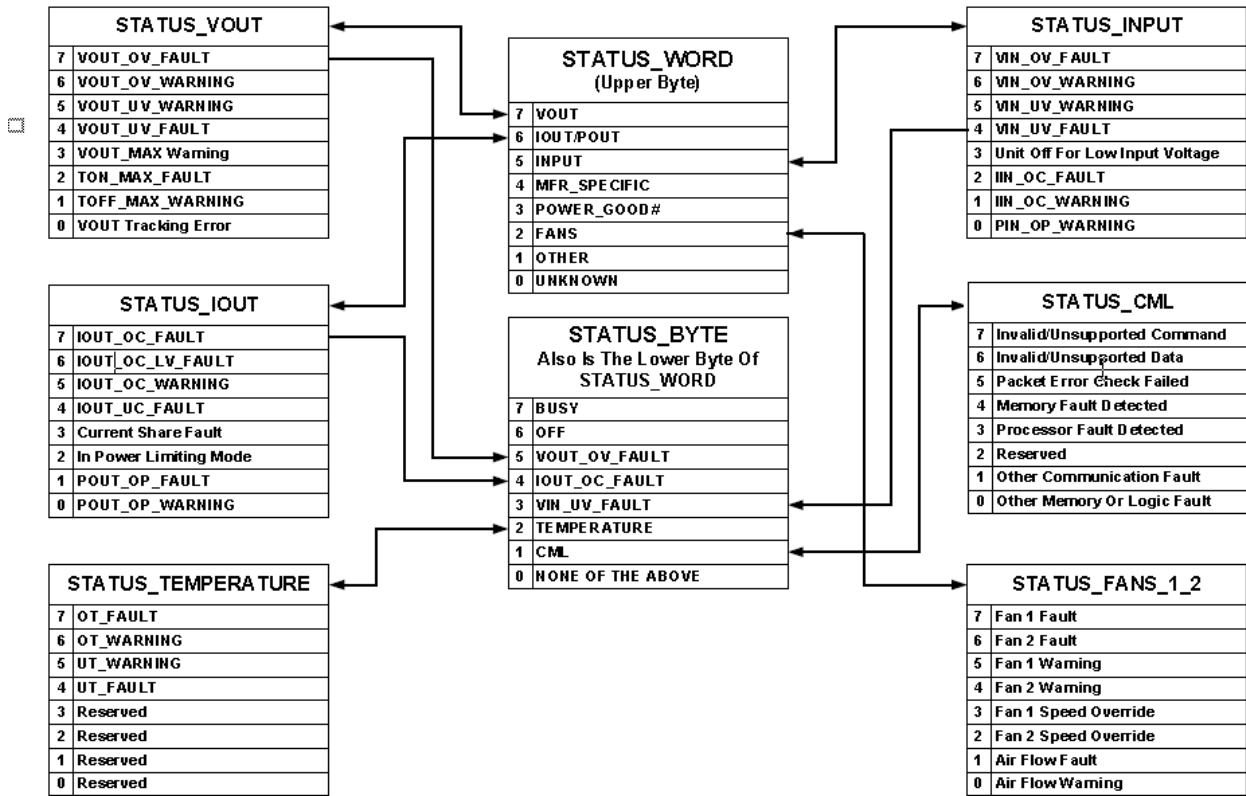 STATUS_VOUT
7 VOUT_OV_FAULT
6 VOUT_OV_WARNING
5 VOUT_UV_WARNING
4 VOUT_UV_FAULT
3 VOUT_MAX Warning
2 TON_MAX_FAULT
1 TOFF_MAX_WARNING
0 VOUT Tracking Error
STATUS_IOUT
7 IOUT_OC_FAULT
6 IOUT_OC_LV_FAULT
5 IOUT_OC_WARNING
4 IOUT_UC_FAULT
3 Current Share Fault
2 In Power Limiting Mode
1 POUT_OP_FAULT
0 POUT_OP_WARNING
STATUS_TEMPERATURE
7 OT_FAULT
6 OT_WARNING
5 UT_WARNING
4 UT_FAULT
3 Reserved
2 Reserved
1 Reserved
0 Reserved
STATUS_WORD
(Upper Byte)
7 VOUT
6 IOUT/POUT
5 INPUT
4 MFR_SPECIFIC
3 POWER_GOOD#
2 FANS
1 OTHER
0 UNKNOWN
STATUS_BYTE
Also Is The Lower Byte Of
STATUS_WORD
7 BUSY
6 OFF
5 VOUT_OV_FAULT
4 IOUT_OC_FAULT
3 VIN_UV_FAULT
2 TEMPERATURE
1 CML
0 NONE OF THE ABOVE
STATUS_INPUT
7 VIN_OV_FAULT
6 VIN_OV_WARNING
5 VIN_UV_WARNING
4 VIN_UV_FAULT
3 Unit Off For Low Input Voltage
2 IIN_OC_FAULT
1 IIN_OC_WARNING
0 PIN_OP_WARNING
STATUS_CML
7 Invalid/Unsupported Command
6 Invalid/Unsupported Data
5 Packet Error Check Failed
4 Memory Fault Detected
3 Processor Fault Detected
2 Reserved
1 Other Communication Fault
0 Other Memory Or Logic Fault
STATUS_FANS_1_2
7 Fan 1 Fault
6 Fan 2 Fault
5 Fan 1 Warning
4 Fan 2 Warning
3 Fan 1 Speed Override
2 Fan 2 Speed Override
1 Air Flow Fault
0 Air Flow Warning